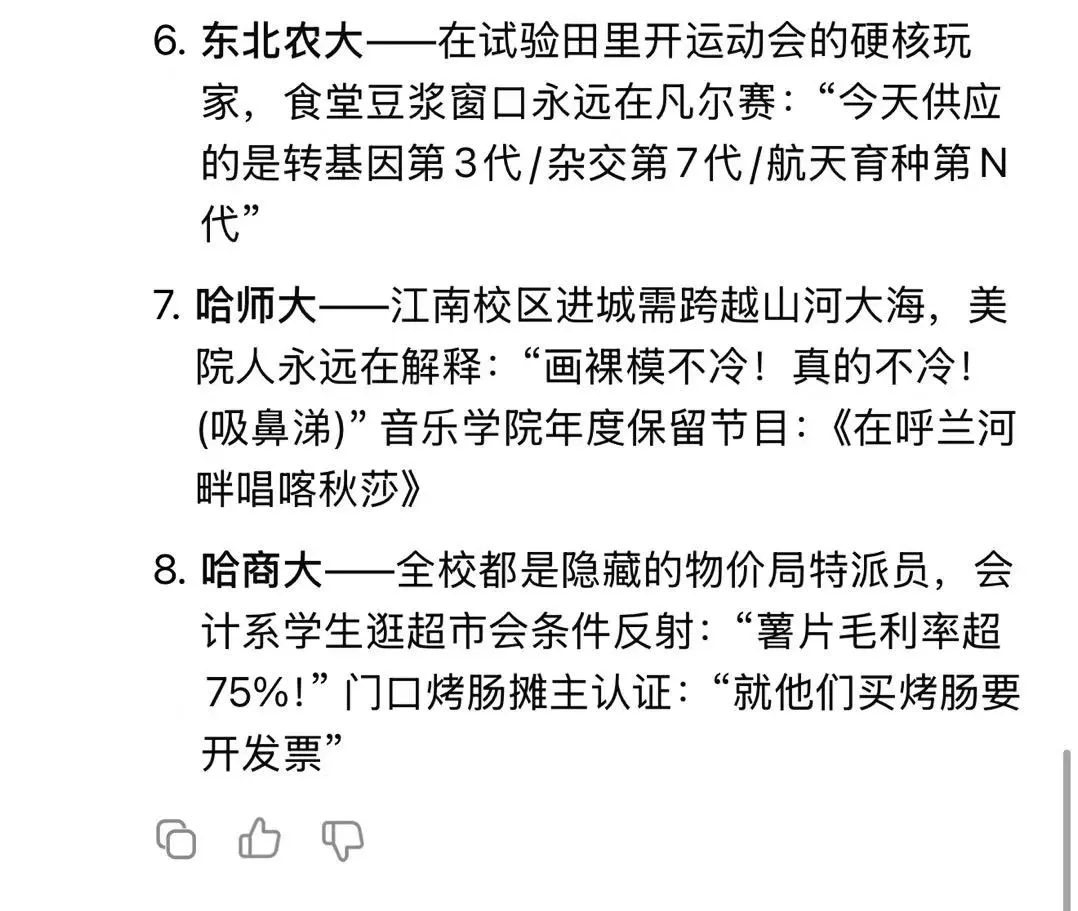 6. 东北农大——在试验田里开运动会的硬核玩
家，食堂豆浆窗口永远在凡尔赛：“今天供应
的是转基因第3代/杂交第7代/航天育种第N
代”
7. 哈师大——江南校区进城需跨越山河大海，美
院人永远在解释：“画裸模不冷！真的不冷！
(吸鼻涕)” 音乐学院年度保留节目：《在呼兰河
畔唱喀秋莎》
8. 哈商大——全校都是隐藏的物价局特派员，会
计系学生逛超市会条件反射：“薯片毛利率超
75%!” 门口烤肠摊主认证：“就他们买烤肠要
开发票”